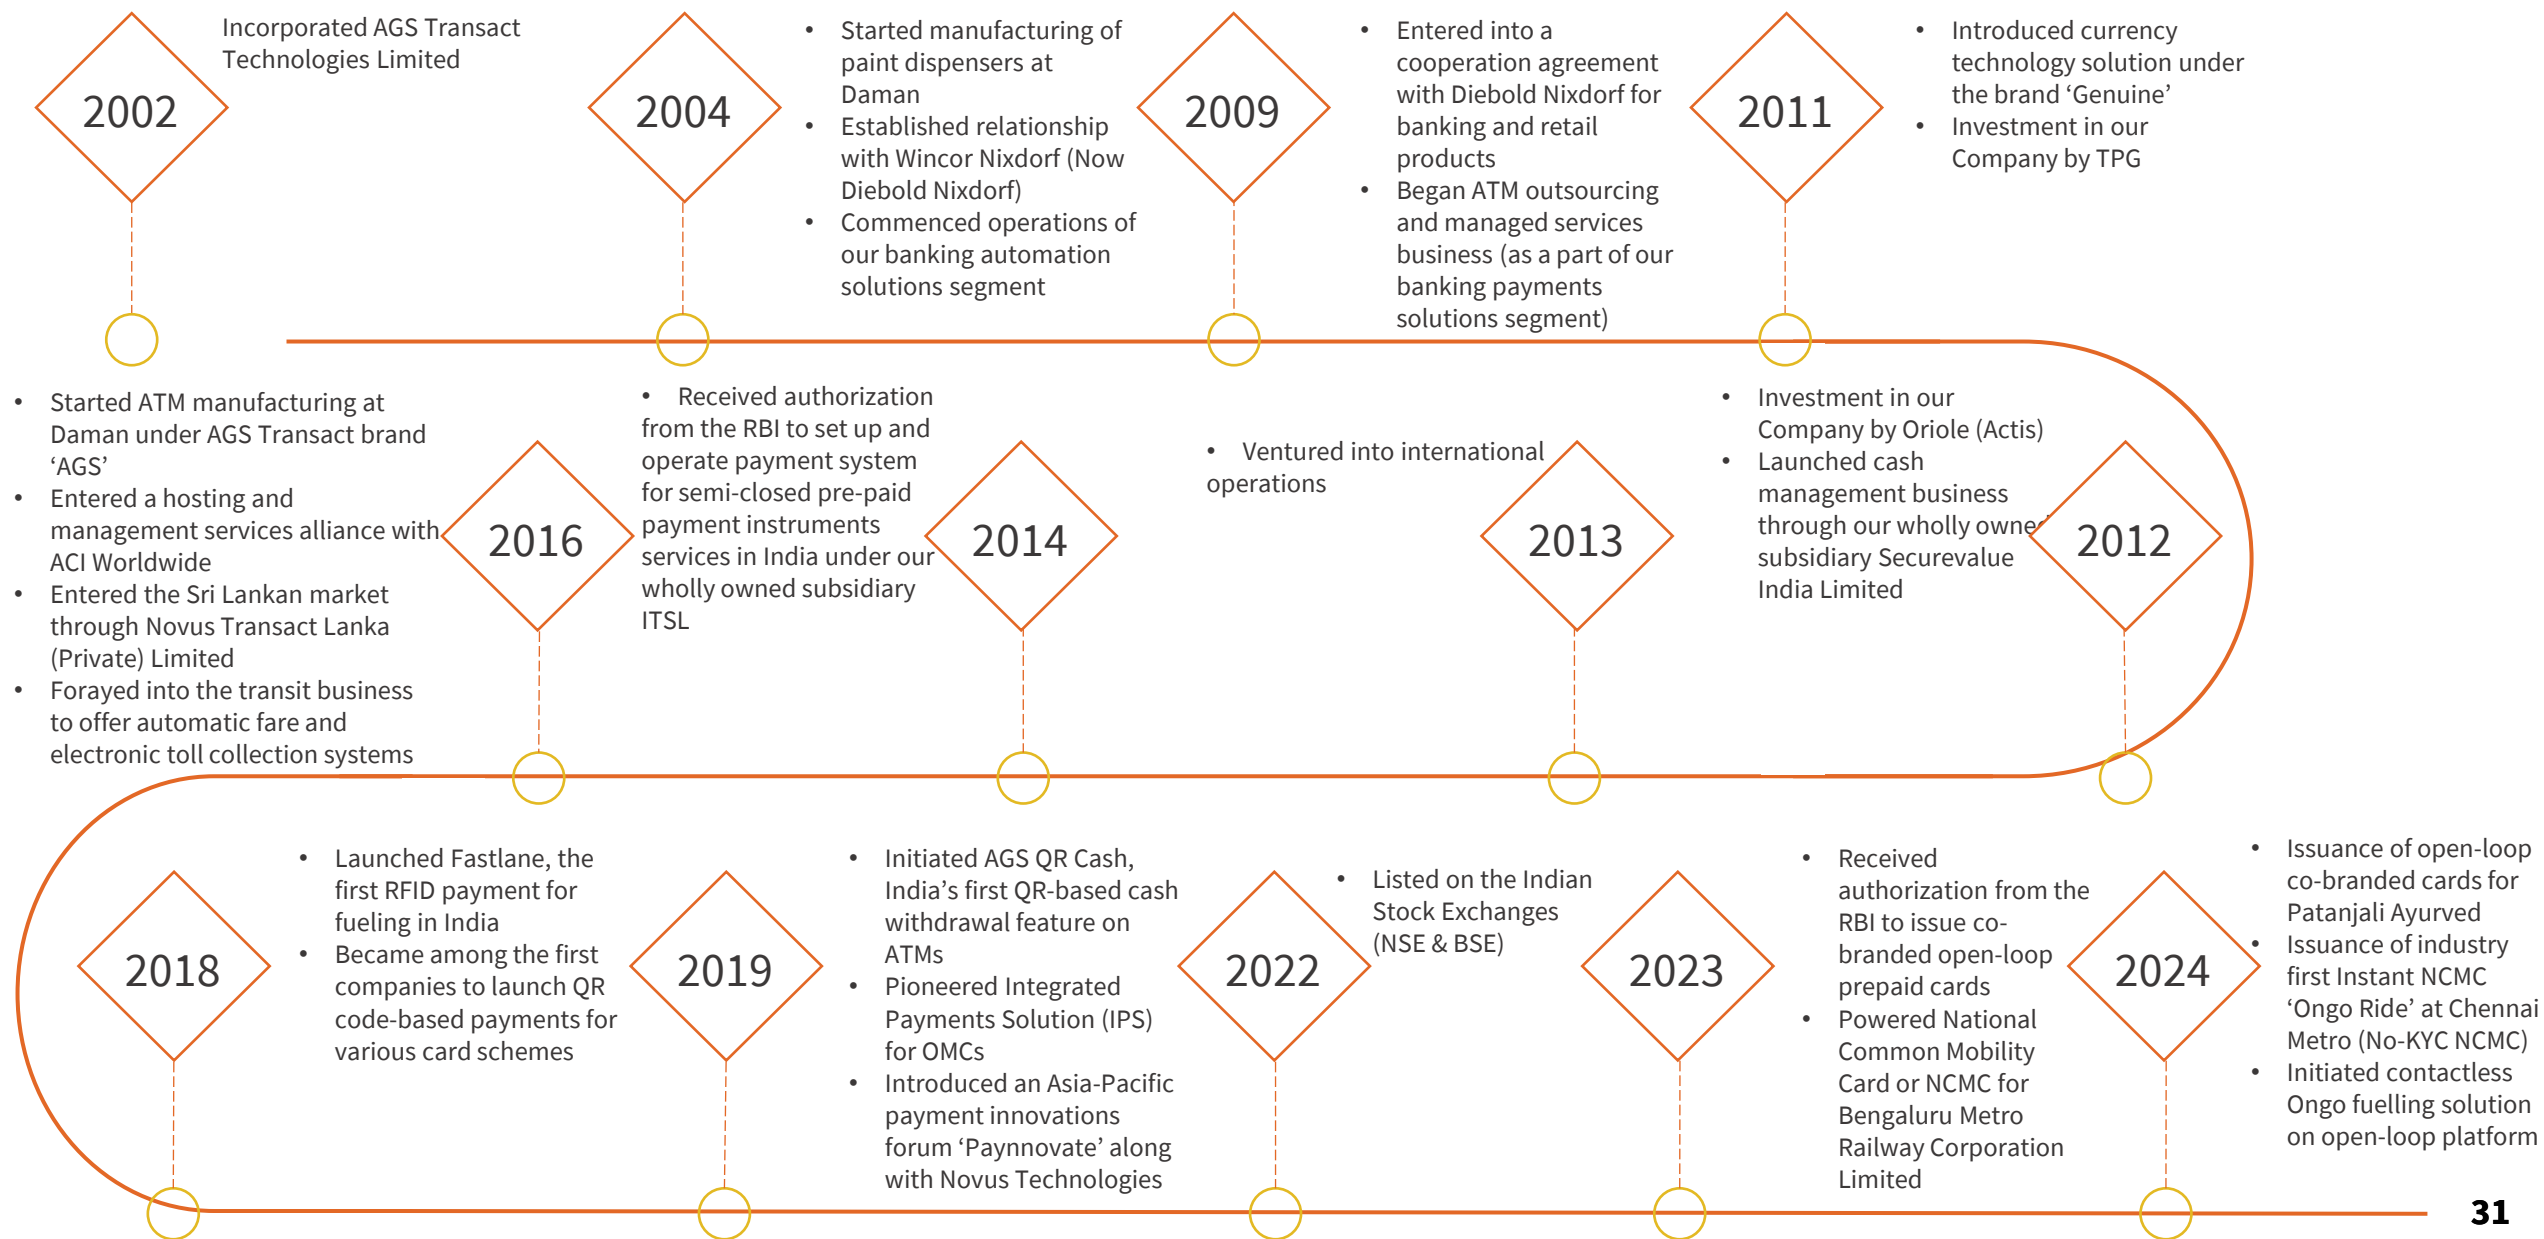 2002
Incorporated AGS Transact
Technologies Limited
2004
• Started manufacturing of
paint dispensers at
Daman
• Established relationship
with Wincor Nixdorf (Now
Diebold Nixdorf)
• Commenced operations of
our banking automation
solutions segment
2009
• Entered into a
cooperation agreement
with Diebold Nixdorf for
banking and retail
products
• Began ATM outsourcing
and managed services
business (as a part of our
banking payments
solutions segment)
2011
• Introduced currency
technology solution under
the brand ‘Genuine’
• Investment in our
Company by TPG
2012
• Investment in our
Company by Oriole (Actis)
• Launched cash
management business
through our wholly owned
subsidiary Securevalue
India Limited
2013
• Ventured into international
operations
2014
• Received authorization
from the RBI to set up and
operate payment system
for semi-closed pre-paid
payment instruments
services in India under our
wholly owned subsidiary
ITSL
2016
• Started ATM manufacturing at
Daman under AGS Transact brand
‘AGS’
• Entered a hosting and
management services alliance with
ACI Worldwide
• Entered the Sri Lankan market
through Novus Transact Lanka
(Private) Limited
• Forayed into the transit business
to offer automatic fare and
electronic toll collection systems
2018
• Launched Fastlane, the
first RFID payment for
fueling in India
• Became among the first
companies to launch QR
code-based payments for
various card schemes
2019
• Initiated AGS QR Cash,
India’s first QR-based cash
withdrawal feature on
ATMs
• Pioneered Integrated
Payments Solution (IPS)
for OMCs
• Introduced an Asia-Pacific
payment innovations
forum ‘Paynnovate’ along
with Novus Technologies
2022
• Listed on the Indian
Stock Exchanges
(NSE & BSE)
2023
• Received
authorization from the
RBI to issue co-
branded open-loop
prepaid cards
• Powered National
Common Mobility
Card or NCMC for
Bengaluru Metro
Railway Corporation
Limited
2024
• Issuance of open-loop
co-branded cards for
Patanjali Ayurved
• Issuance of industry
first Instant NCMC
‘Ongo Ride’ at Chennai
Metro (No-KYC NCMC)
• Initiated contactless
Ongo fuelling solution
on open-loop platform
31